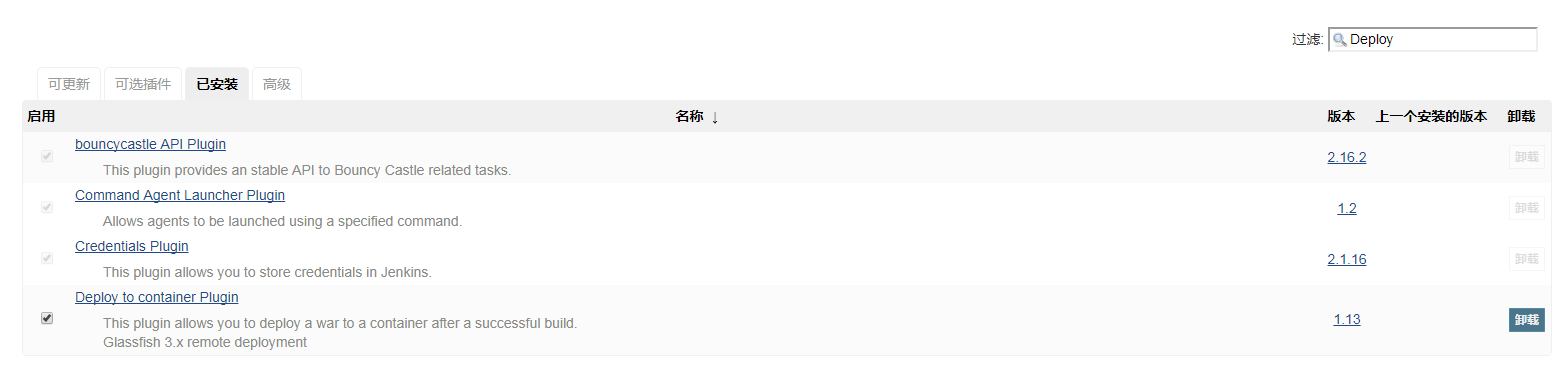 过滤: Deploy
可更新 可选插件 已安装 高级
启用 名称 ↓ 版本 上一个安装的版本 卸载
bouncycastle API Plugin
This plugin provides an stable API to Bouncy Castle related tasks.
2.16.2 卸载
Command Agent Launcher Plugin
Allows agents to be launched using a specified command.
1.2 卸载
Credentials Plugin
This plugin allows you to store credentials in Jenkins.
2.1.16 卸载
Deploy to container Plugin
This plugin allows you to deploy a war to a container after a successful build.
Glassfish 3.x remote deployment
1.13 卸载